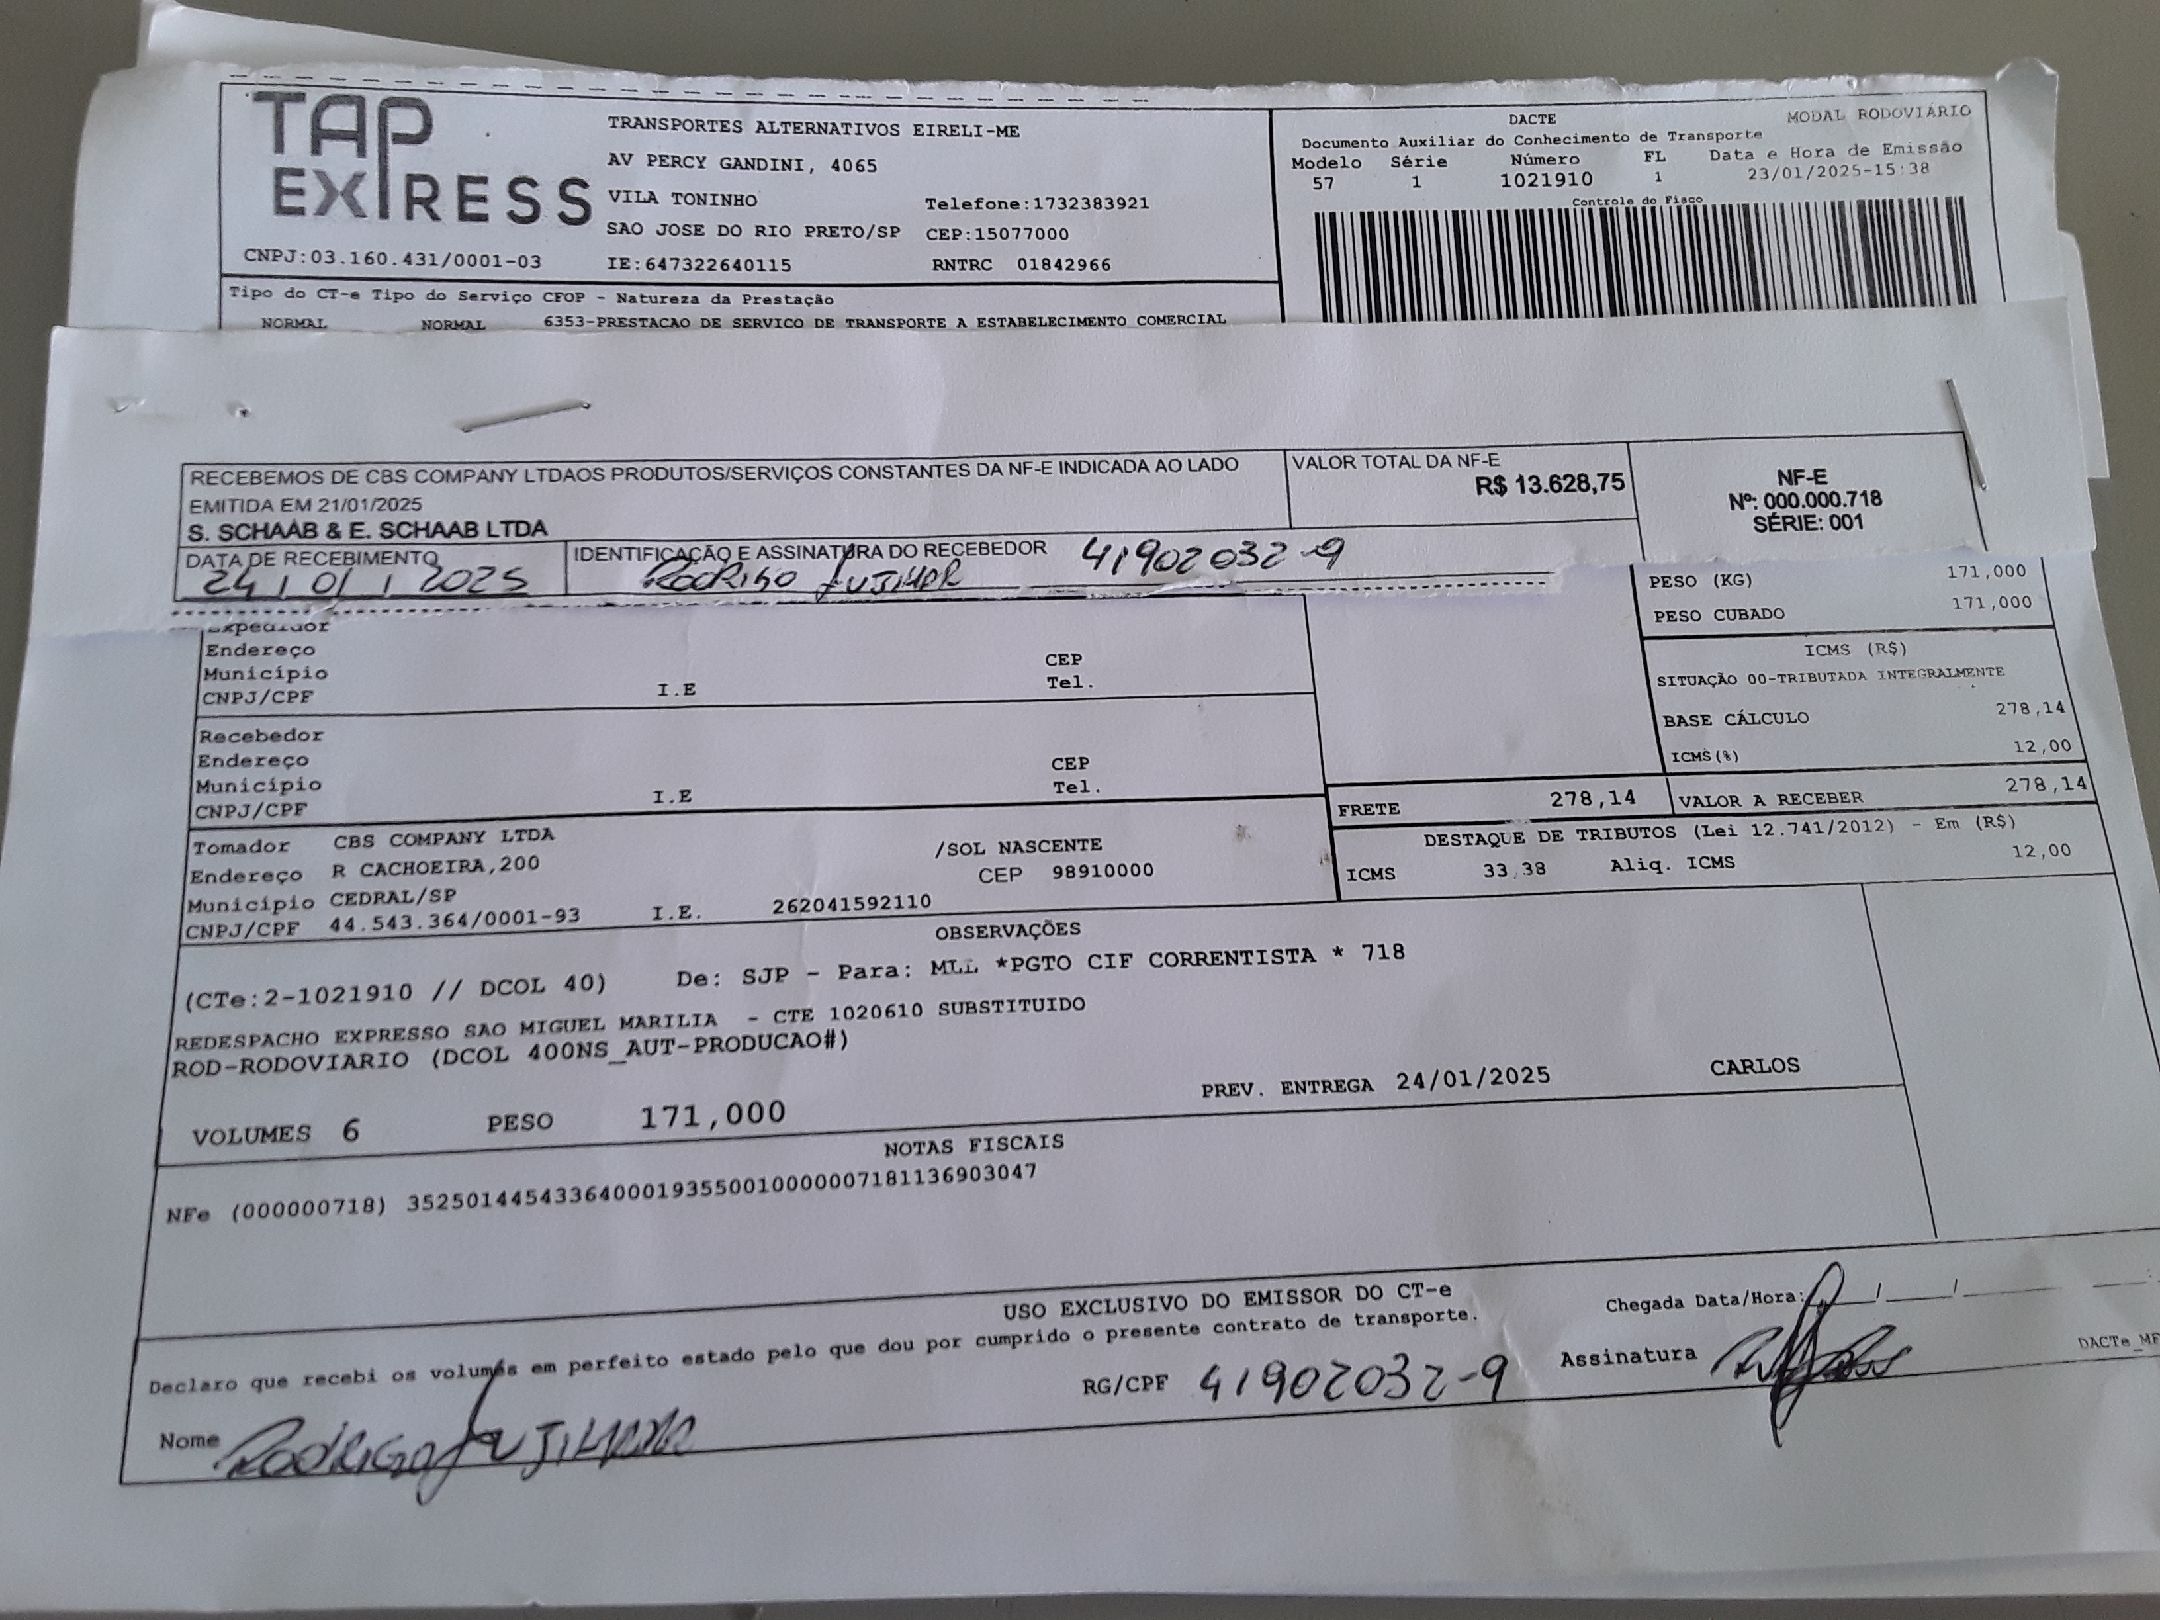 TAP EXPRESS
TRANSPORTES ALTERNATIVOS EIRELI-ME
AV PERCY GANDINI, 4065
VILA TONINHO Telefone:1732383921
SAO JOSE DO RIO PRETO/SP CEP:15077000
CNPJ:03.160.431/0001-03 IE:647322640115 RNTRC 01842966
DACTE MODAL RODOVIÁRIO
Documento Auxiliar do Conhecimento de Transporte
Modelo Série Número FL Data e Hora de Emissão
57 1 1021910 1 23/01/2025-15:38
Controle do Fisco
Tipo do CT-e Tipo do Serviço CFOP - Natureza da Prestação
NORMAL NORMAL 6353-PRESTACAO DE SERVICO DE TRANSPORTE A ESTABELECIMENTO COMERCIAL
RECEBEMOS DE CBS COMPANY LTDAOS PRODUTOS/SERVIÇOS CONSTANTES DA NF-E INDICADA AO LADO
EMITIDA EM 21/01/2025
S. SCHAAB & E. SCHAAB LTDA
VALOR TOTAL DA NF-E
R$ 13.628,75
NF-E
Nº: 000.000.718
SÉRIE: 001
DATA DE RECEBIMENTO IDENTIFICAÇÃO E ASSINATURA DO RECEBEDOR 41902032-9
24/01/2025 Rodrigo
PESO (KG) 171,000
PESO CUBADO 171,000
Expedidor
Endereço CEP
Município Tel.
CNPJ/CPF I.E
ICMS (R$)
SITUAÇÃO 00-TRIBUTADA INTEGRALMENTE
BASE CÁLCULO 278,14
ICMS(%) 12,00
Recebedor
Endereço CEP
Município Tel.
CNPJ/CPF I.E
FRETE 278,14 VALOR A RECEBER 278,14
Tomador CBS COMPANY LTDA
Endereço R CACHOEIRA,200 /SOL NASCENTE
Município CEDRAL/SP CEP 98910000
CNPJ/CPF 44.543.364/0001-93 I.E. 262041592110
DESTAQUE DE TRIBUTOS (Lei 12.741/2012) - Em (R$)
ICMS 33,38 Aliq. ICMS 12,00
OBSERVAÇÕES
(CTe:2-1021910 // DCOL 40) De: SJP - Para: MLL *PGTO CIF CORRENTISTA * 718
REDESPACHO EXPRESSO SAO MIGUEL MARILIA - CTE 1020610 SUBSTITUIDO
ROD-RODOVIARIO (DCOL 400NS_AUT-PRODUCAO#)
PREV. ENTREGA 24/01/2025 CARLOS
VOLUMES 6 PESO 171,000
NOTAS FISCAIS
NFe (000000718) 35250144543364000193550010000007181136903047
USO EXCLUSIVO DO EMISSOR DO CT-e
Declaro que recebi os volumes em perfeito estado pelo que dou por cumprido o presente contrato de transporte.
Chegada Data/Hora: / / :
Nome Rodrigo Fujihara RG/CPF 41902032-9 Assinatura
DACTe_MF